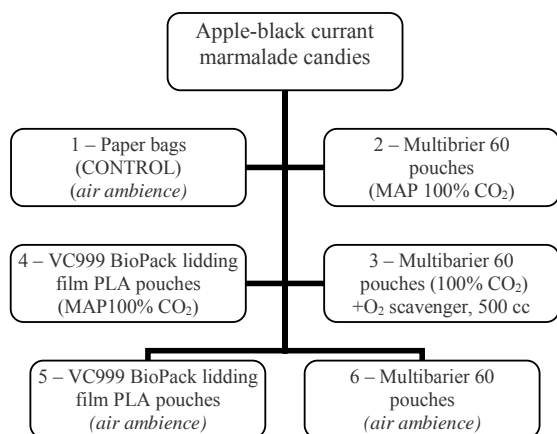 Apple-black currant
marmalade candies
1 – Paper bags
(CONTROL)
(air ambience)
2 – Multibrier 60
pouches
(MAP 100% CO₂)
4 – VC999 BioPack lidding
film PLA pouches
(MAP100% CO₂)
3 – Multibarier 60
pouches (100% CO₂)
+O₂ scavenger, 500 cc
5 – VC999 BioPack lidding
film PLA pouches
(air ambience)
6 – Multibarier 60
pouches
(air ambience)